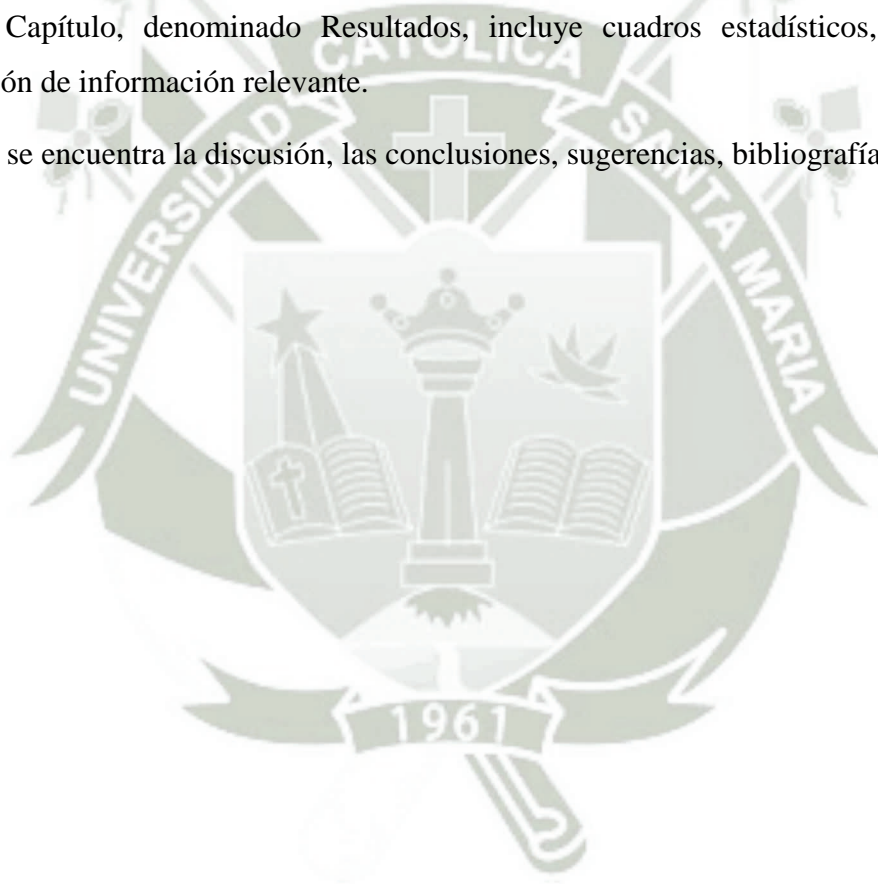 Capítulo, denominado Resultados, incluye cuadros estadísticos,
ón de información relevante.
se encuentra la discusión, las conclusiones, sugerencias, bibliografía
UNIVERSIDAD CATOLICA SANTA MARIA
1961